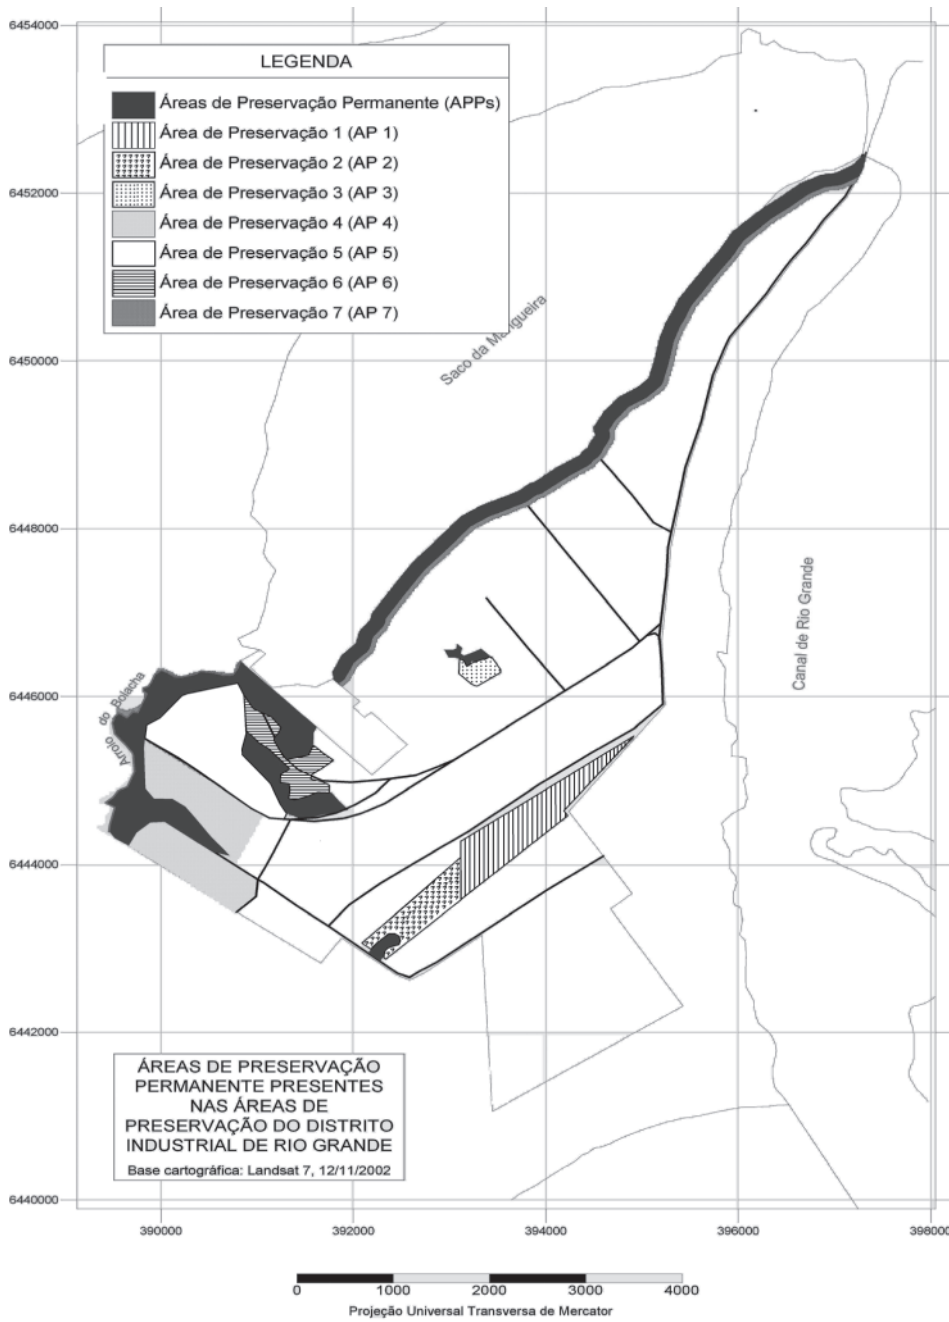 6454000
LEGENDA
Áreas de Preservação Permanente (APPs)
Área de Preservação 1 (AP 1)
Área de Preservação 2 (AP 2)
Área de Preservação 3 (AP 3)
Área de Preservação 4 (AP 4)
Área de Preservação 5 (AP 5)
Área de Preservação 6 (AP 6)
Área de Preservação 7 (AP 7)
6452000
6450000
Saco da Mangueira
6448000
Canal de Rio Grande
6446000
Arroio do Bolacha
6444000
6442000
ÁREAS DE PRESERVAÇÃO
PERMANENTE PRESENTES
NAS ÁREAS DE
PRESERVAÇÃO DO DISTRITO
INDUSTRIAL DE RIO GRANDE
Base cartográfica: Landsat 7, 12/11/2002
6440000
390000 392000 394000 396000 398000
0 1000 2000 3000 4000
Projeção Universal Transversa de Mercator